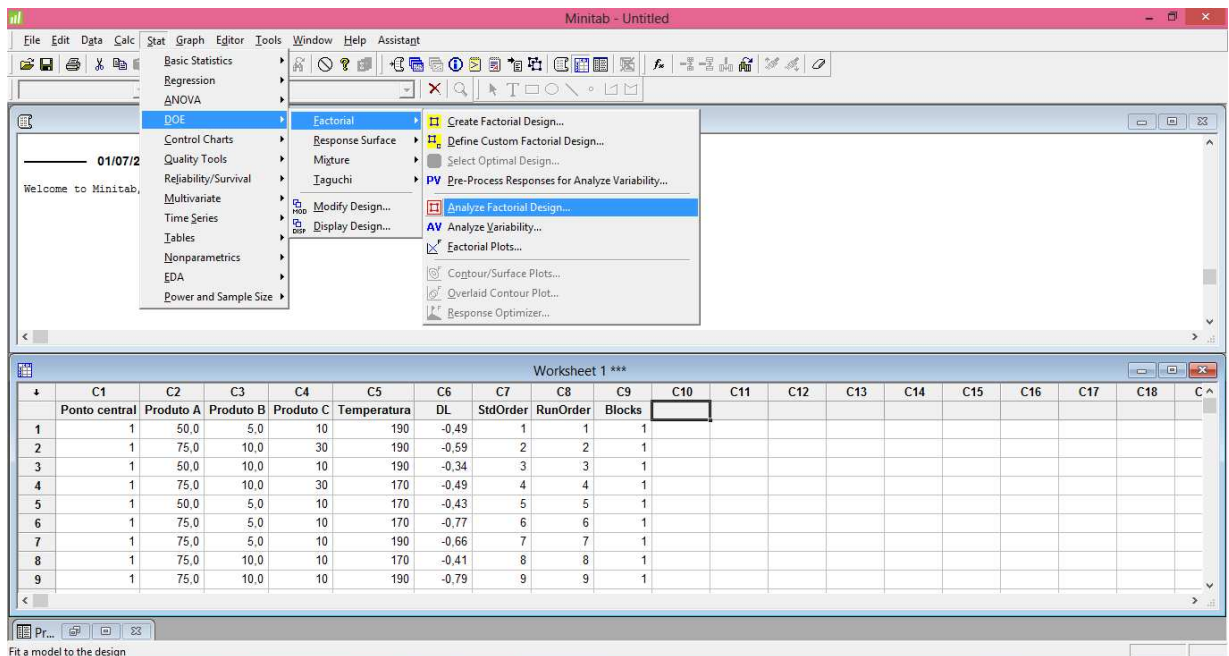 Minitab - Untitled
File Edit Data Calc Stat Graph Editor Tools Window Help Assistant
Basic Statistics
Regression
ANOVA
DOE
Control Charts
Quality Tools
Reliability/Survival
Multivariate
Time Series
Tables
Nonparametrics
EDA
Power and Sample Size
Factorial
Response Surface
Mixture
Taguchi
MOD Modify Design...
DISP Display Design...
Create Factorial Design...
Define Custom Factorial Design...
Select Optimal Design...
PV Pre-Process Responses for Analyze Variability...
Analyze Factorial Design...
AV Analyze Variability...
Factorial Plots...
Contour/Surface Plots...
Overlaid Contour Plot...
Response Optimizer...
01/07/2
Welcome to Minitab,
Worksheet 1 ***
C1 C2 C3 C4 C5 C6 C7 C8 C9 C10 C11 C12 C13 C14 C15 C16 C17 C18 C
Ponto central Produto A Produto B Produto C Temperatura DL StdOrder RunOrder Blocks
1 1 50,0 5,0 10 190 -0,49 1 1 1
2 1 75,0 10,0 30 190 -0,59 2 2 1
3 1 50,0 10,0 10 190 -0,34 3 3 1
4 1 75,0 10,0 30 170 -0,49 4 4 1
5 1 50,0 5,0 10 170 -0,43 5 5 1
6 1 75,0 5,0 10 170 -0,77 6 6 1
7 1 75,0 5,0 10 190 -0,66 7 7 1
8 1 75,0 10,0 10 170 -0,41 8 8 1
9 1 75,0 10,0 10 190 -0,79 9 9 1
Pr...
Fit a model to the design